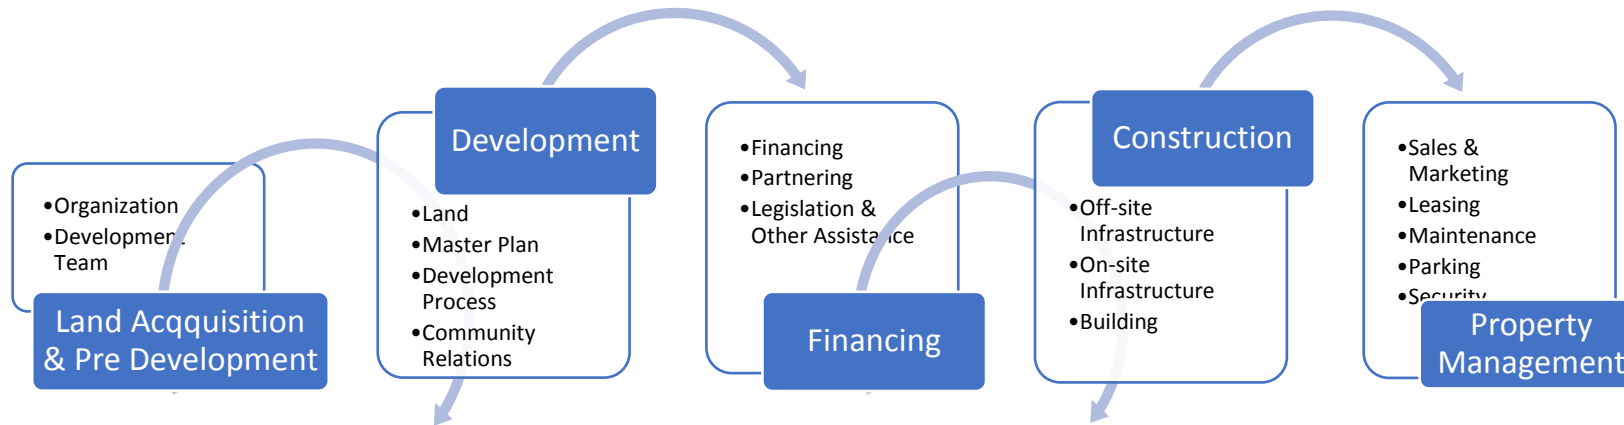 •Organization
•Development
Team
Land Acqquisition
& Pre Development
Development
•Land
•Master Plan
•Development
Process
•Community
Relations
•Financing
•Partnering
•Legislation &
Other Assistance
Financing
Construction
•Off-site
Infrastructure
•On-site
Infrastructure
•Building
•Sales &
Marketing
•Leasing
•Maintenance
•Parking
•Security
Property
Management